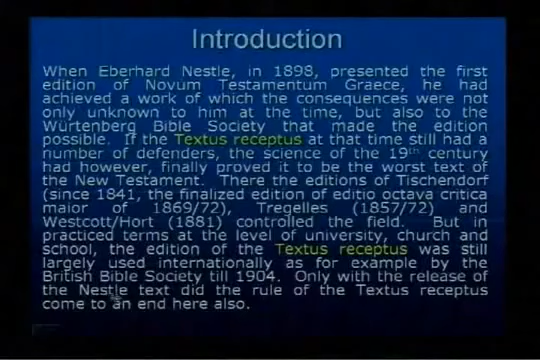 Introduction
When Eberhard Nestle, in 1898, presented the first
edition of Novum Testamentum Graece, he had
achieved a work of which the consequences were not
only unknown to him at the time, but also to the
Würtenberg Bible Society that made the edition
possible. If the Textus receptus at that time still had a
number of defenders, the science of the 19th century
had however, finally proved it to be the worst text of
the New Testament. There the editions of Tischendorf
(since 1841, the finalized edition of editio octava critica
maior of 1869/72), Tregelles (1857/72) and
Westcott/Hort (1881) controlled the field. But in
practiced terms at the level of university, church and
school, the edition of the Textus receptus was still
largely used internationally as for example by the
British Bible Society till 1904. Only with the release of
the Nestle text did the rule of the Textus receptus
come to an end here also.